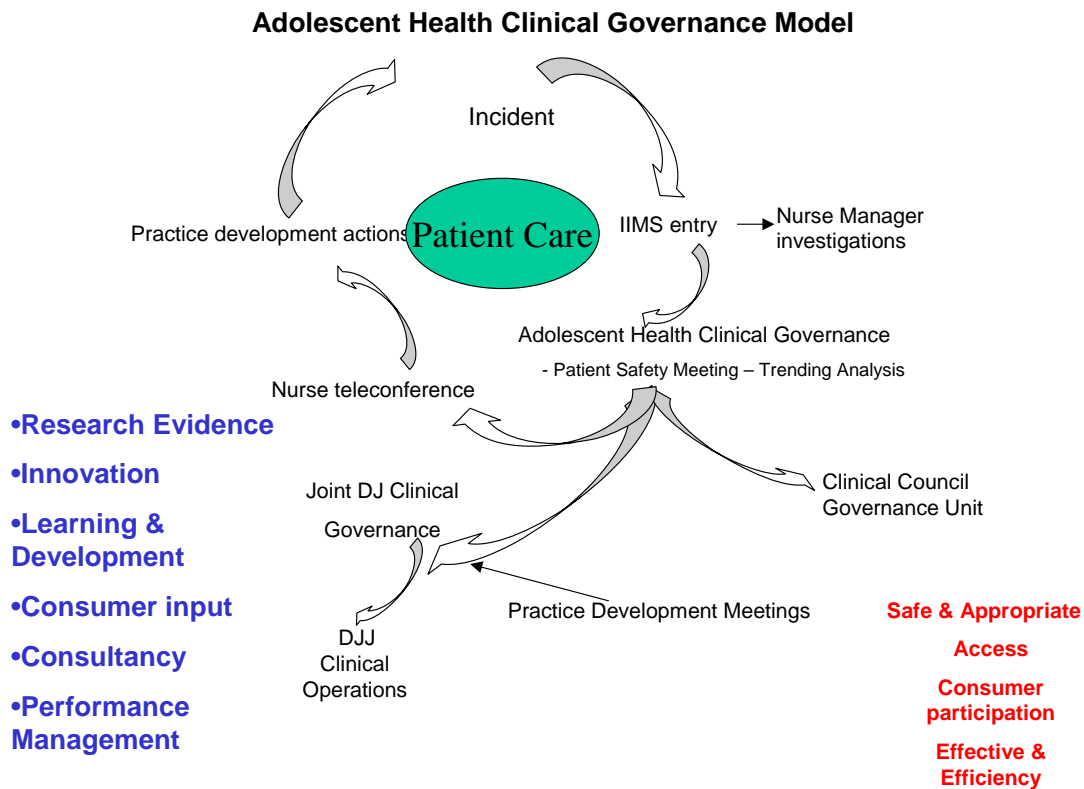 Adolescent Health Clinical Governance Model
Incident
Practice development actions
Patient Care
IIMS entry
Nurse Manager
investigations
Adolescent Health Clinical Governance
- Patient Safety Meeting – Trending Analysis
Nurse teleconference
•Research Evidence
•Innovation
•Learning &
Development
•Consumer input
•Consultancy
•Performance
Management
Joint DJ Clinical
Governance
Clinical Council
Governance Unit
Practice Development Meetings
DJJ
Clinical
Operations
Safe & Appropriate
Access
Consumer
participation
Effective &
Efficiency